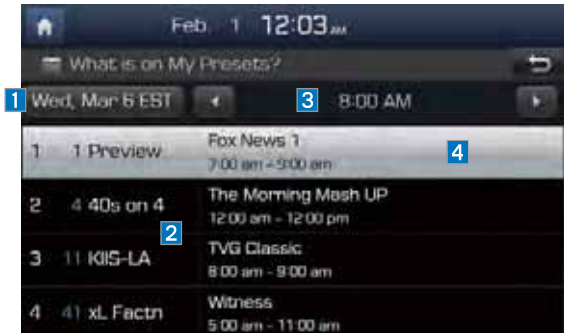 Feb. 1 12:03 AM
What is on My Presets?
1 Wed, Mar 6 EST 3 8:00 AM
1 1 Preview Fox News 1 4
7:00 am - 9:00 am
2 4 40s on 4 The Morning Mash UP
12:00 am - 12:00 pm
2
3 11 KIIS-LA TVG Classic
8:00 am - 9:00 am
4 41 xL Factn Witness
5:00 am - 11:00 am